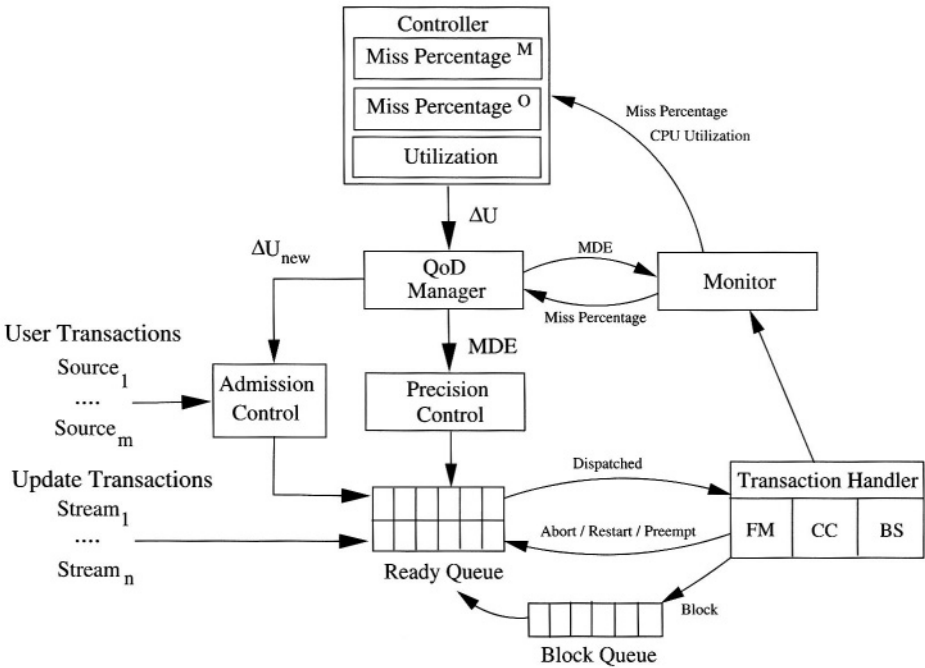 Controller
Miss Percentage M
Miss Percentage O
Utilization
Miss Percentage
CPU Utilization
ΔU
ΔU new
QoD
Manager
MDE
Monitor
Miss Percentage
User Transactions
Source 1
....
Source m
MDE
Admission
Control
Precision
Control
Update Transactions
Stream 1
....
Stream n
Dispatched
Transaction Handler
FM CC BS
Abort / Restart / Preempt
Ready Queue
Block
Block Queue